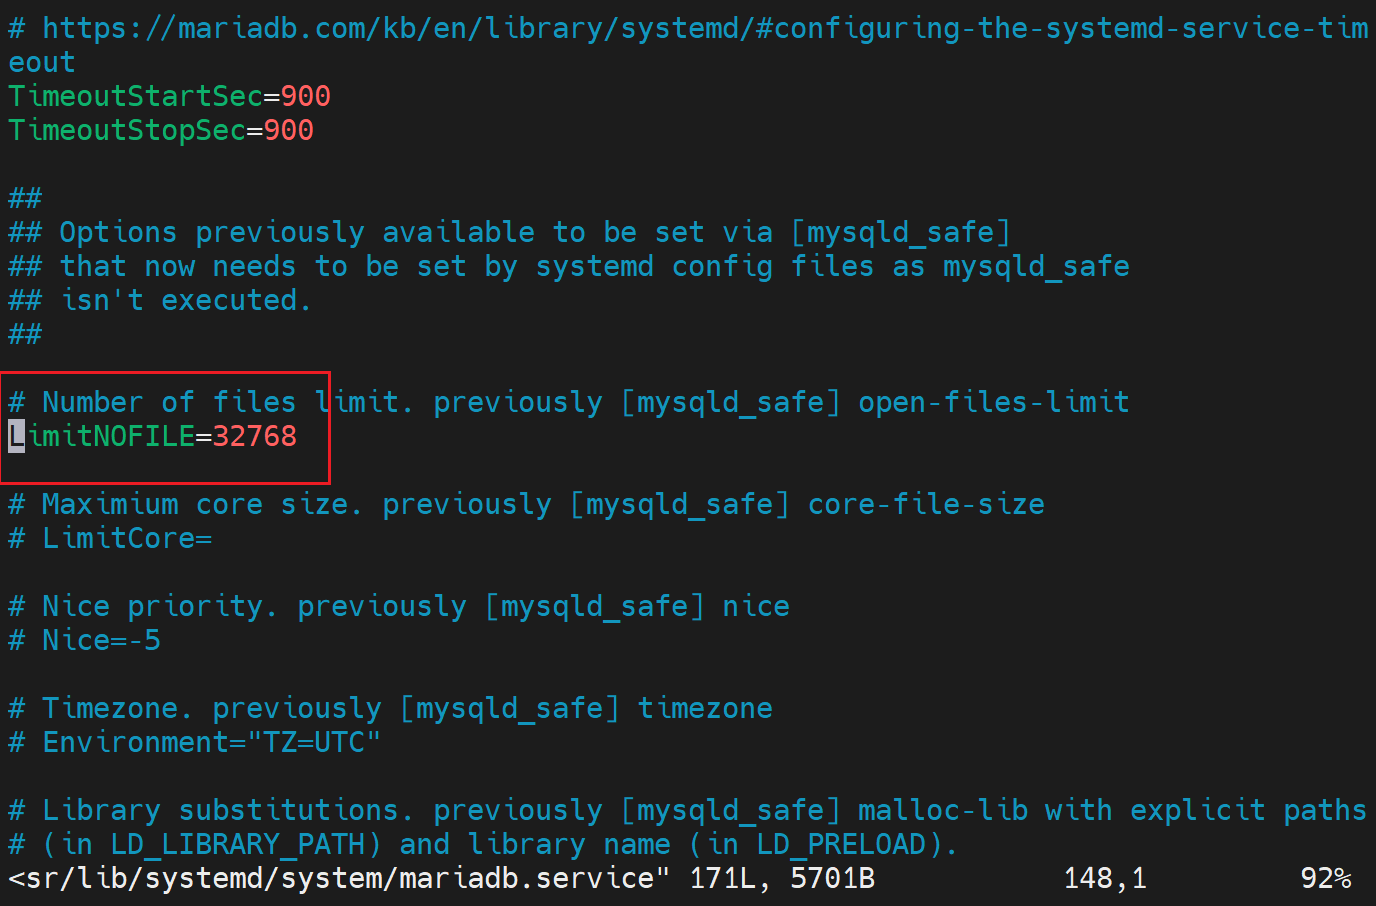 # https://mariadb.com/kb/en/library/systemd/#configuring-the-systemd-service-tim
eout
TimeoutStartSec=900
TimeoutStopSec=900
##
## Options previously available to be set via [mysqld_safe]
## that now needs to be set by systemd config files as mysqld_safe
## isn't executed.
##
# Number of files limit. previously [mysqld_safe] open-files-limit
LimitNOFILE=32768
# Maximium core size. previously [mysqld_safe] core-file-size
# LimitCore=
# Nice priority. previously [mysqld_safe] nice
# Nice=-5
# Timezone. previously [mysqld_safe] timezone
# Environment="TZ=UTC"
# Library substitutions. previously [mysqld_safe] malloc-lib with explicit paths
# (in LD_LIBRARY_PATH) and library name (in LD_PRELOAD).
<sr/lib/systemd/system/mariadb.service" 171L, 5701B 148,1 92%